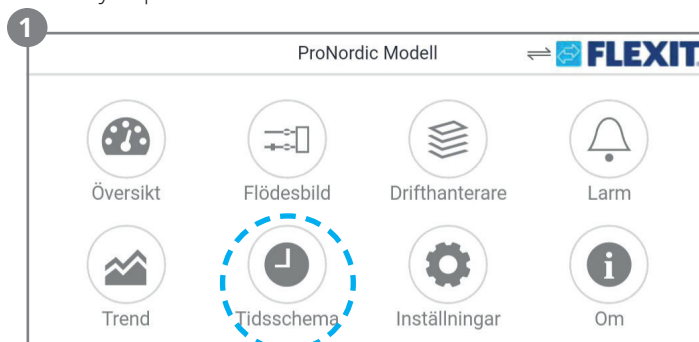 1
ProNordic Modell
FLEXIT
Översikt
Flödesbild
Drifthanterare
Larm
Trend
Tidsschema
Inställningar
Om